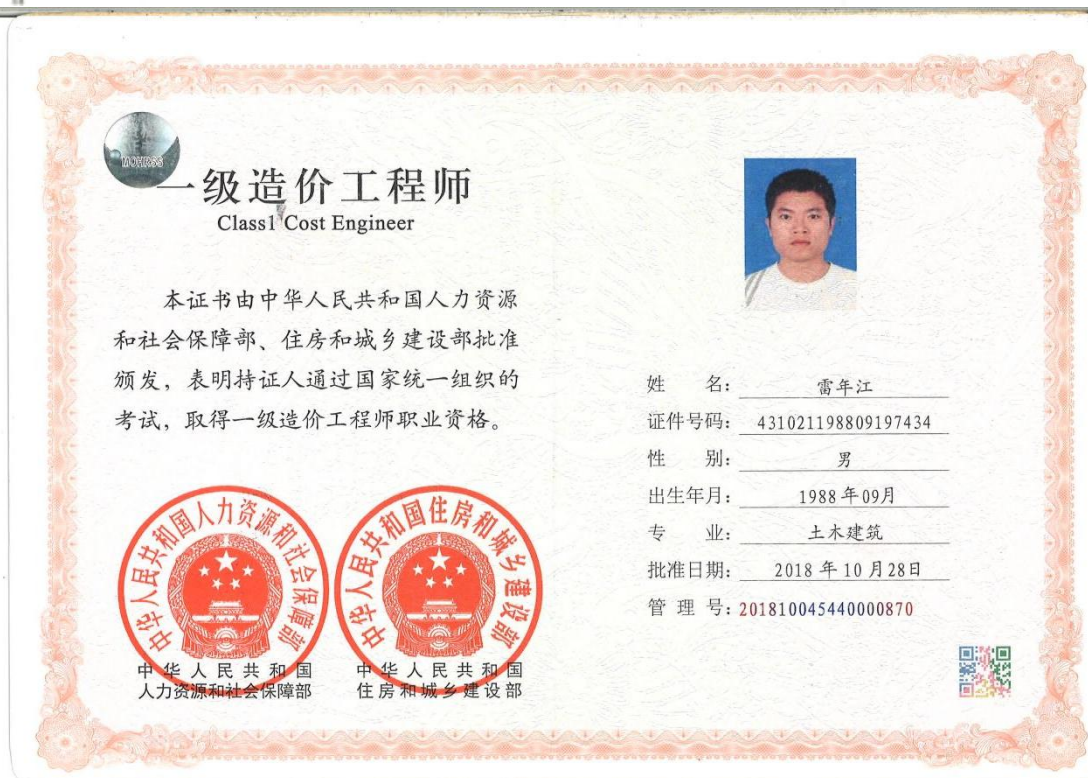 MOHRSS
一级造价工程师
Class1 Cost Engineer
本证书由中华人民共和国人力资源
和社会保障部、住房和城乡建设部批准
颁发，表明持证人通过国家统一组织的
考试，取得一级造价工程师职业资格。
中华人民共和国人力资源和社会保障部
中华人民共和国住房和城乡建设部
中华人民共和国
人力资源和社会保障部
中华人民共和国
住房和城乡建设部
姓 名： 雷年江
证件号码： 431021198809197434
性 别： 男
出生年月： 1988年09月
专 业： 土木建筑
批准日期： 2018年10月28日
管 理 号：201810045440000870